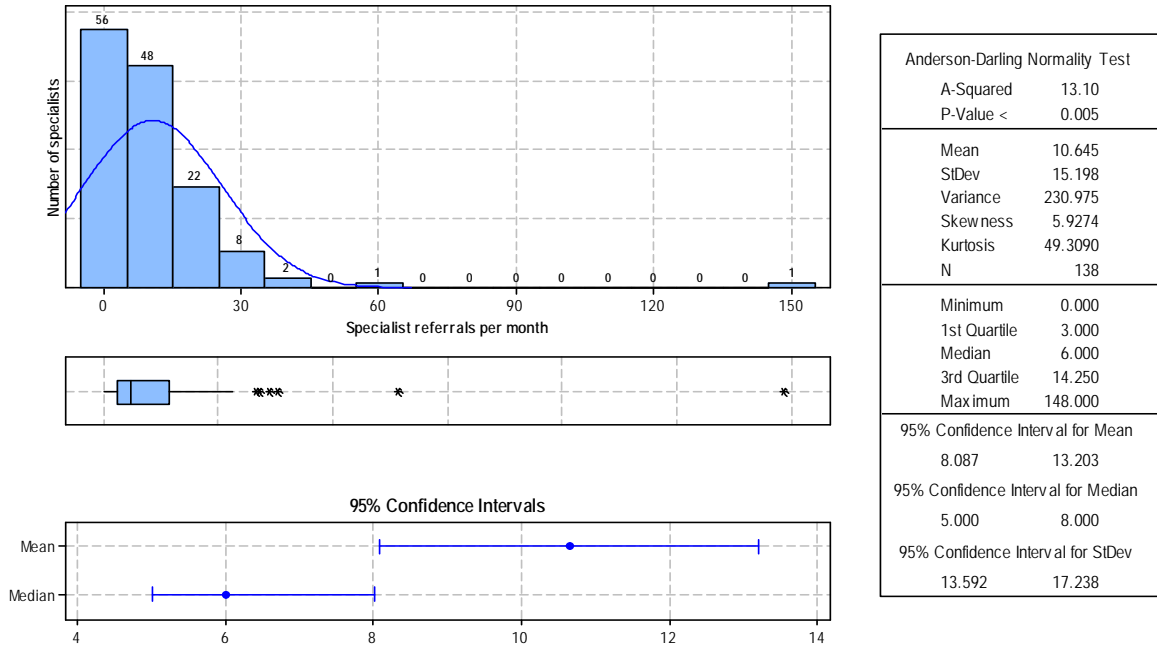 56
48
22
8
2
0
1
0 0 0 0 0 0 0 0
1
Number of specialists
0 30 60 90 120 150
Specialist referrals per month
95% Confidence Intervals
Mean
Median
4 6 8 10 12 14
Anderson-Darling Normality Test
A-Squared 13.10
P-Value < 0.005
Mean 10.645
StDev 15.198
Variance 230.975
Skewness 5.9274
Kurtosis 49.3090
N 138
Minimum 0.000
1st Quartile 3.000
Median 6.000
3rd Quartile 14.250
Maximum 148.000
95% Confidence Interval for Mean
8.087 13.203
95% Confidence Interval for Median
5.000 8.000
95% Confidence Interval for StDev
13.592 17.238